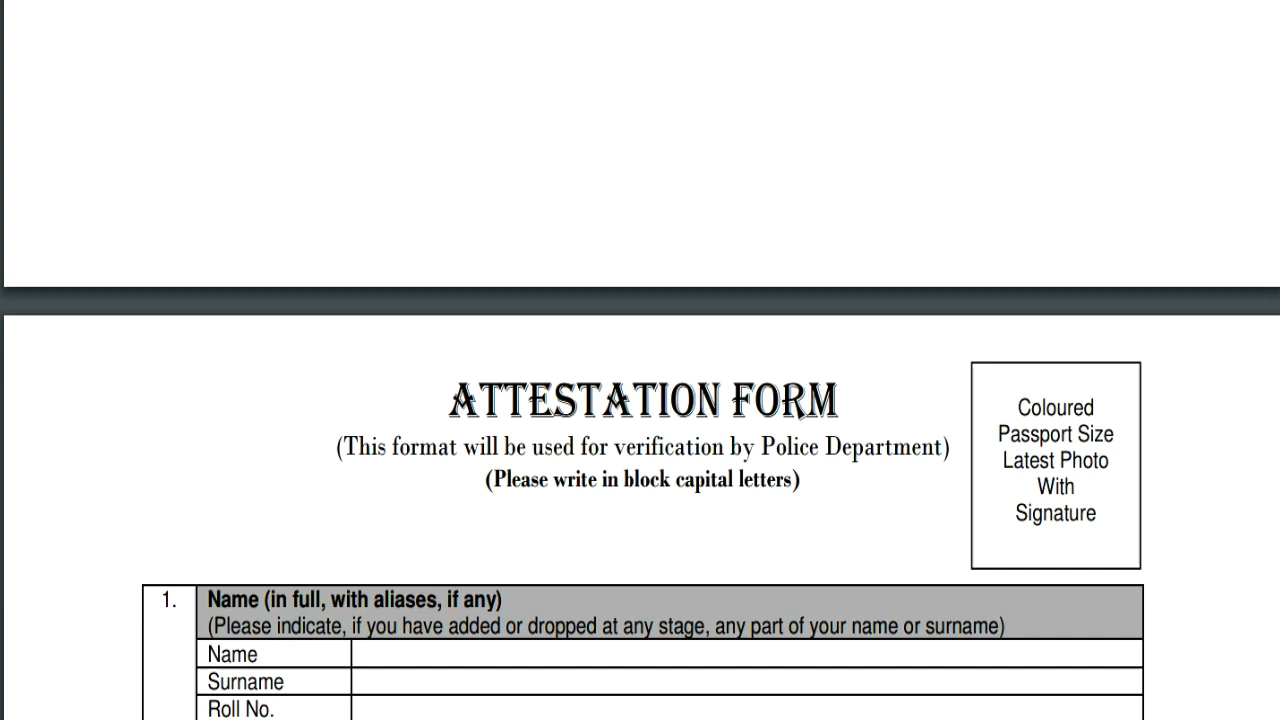 ATTESTATION FORM
(This format will be used for verification by Police Department)
(Please write in block capital letters)
Coloured
Passport Size
Latest Photo
With
Signature
1. Name (in full, with aliases, if any)
(Please indicate, if you have added or dropped at any stage, any part of your name or surname)
Name
Surname
Roll No.